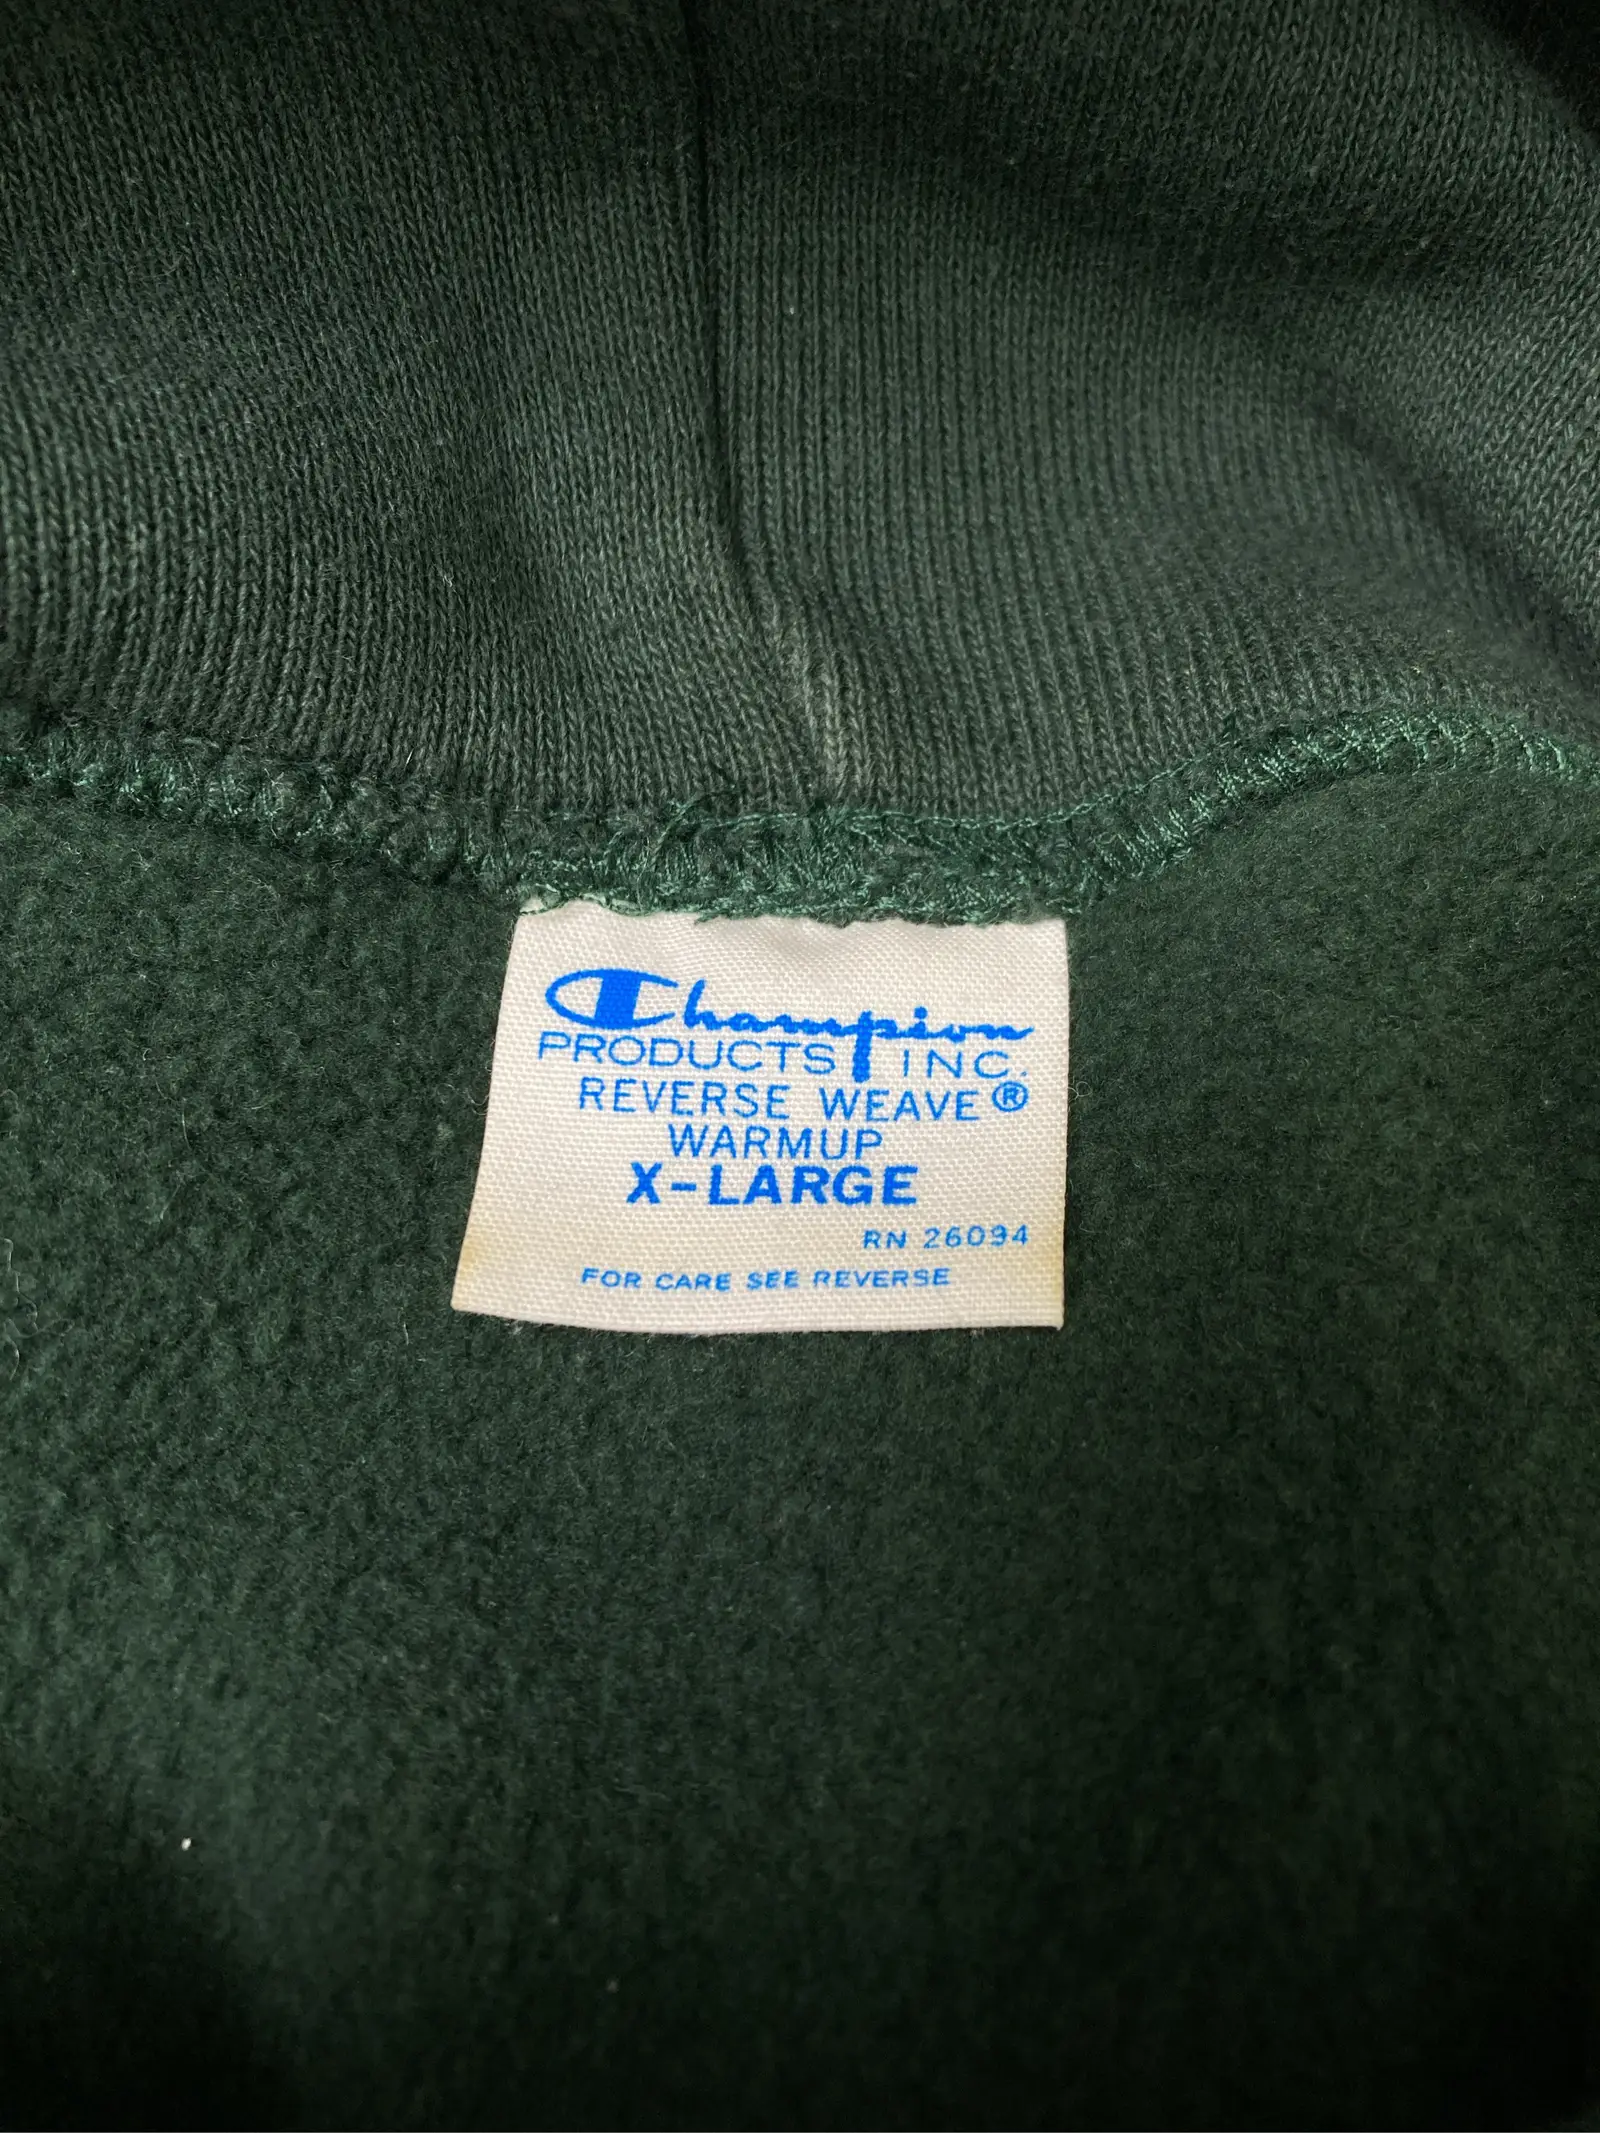 Champion
PRODUCTS INC.
REVERSE WEAVE®
WARMUP
X-LARGE
RN 26094
FOR CARE SEE REVERSE